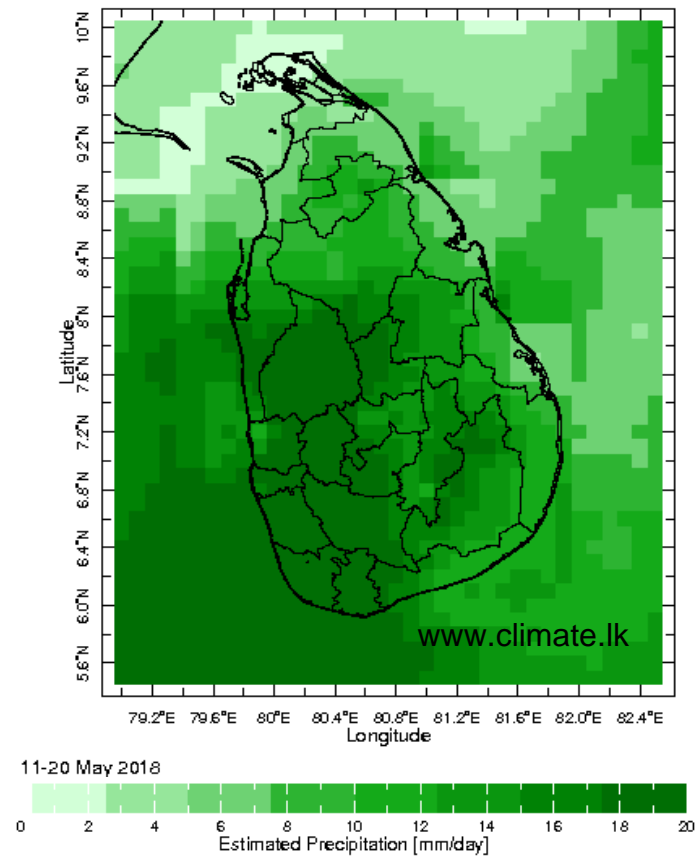 10°N
9.6°N
9.2°N
8.8°N
8.4°N
8°N
7.6°N
7.2°N
6.8°N
6.4°N
6.0°N
5.6°N
Latitude
www.climate.lk
79.2°E 79.6°E 80°E 80.4°E 80.8°E 81.2°E 81.6°E 82.0°E 82.4°E
Longitude
11-20 May 2018
0 2 4 6 8 10 12 14 16 18 20
Estimated Precipitation [mm/day]